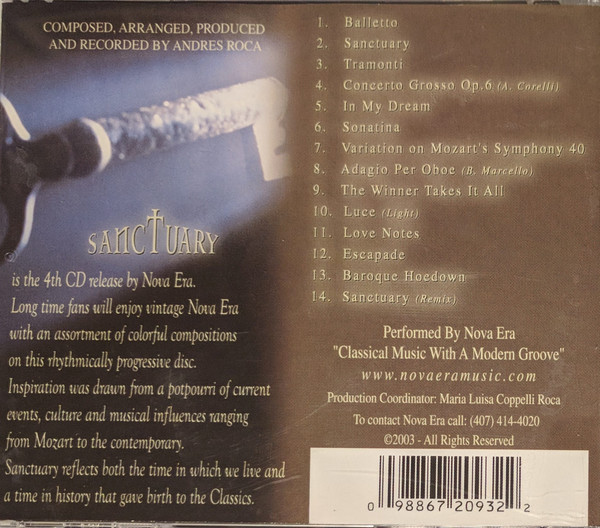 COMPOSED, ARRANGED, PRODUCED
AND RECORDED BY ANDRES ROCA
SANCTUARY
is the 4th CD release by Nova Era.
Long time fans will enjoy vintage Nova Era
with an assortment of colorful compositions
on this rhythmically progressive disc.
Inspiration was drawn from a potpourri of current
events, culture and musical influences ranging
from Mozart to the contemporary.
Sanctuary reflects both the time in which we live and
a time in history that gave birth to the Classics.
1. Balletto
2. Sanctuary
3. Tramonti
4. Concerto Grosso Op.6 (A. Corelli)
5. In My Dream
6. Sonatina
7. Variation on Mozart's Symphony 40
8. Adagio Per Oboe (B. Marcello)
9. The Winner Takes It All
10. Luce (Light)
11. Love Notes
12. Escapade
13. Baroque Hoedown
14. Sanctuary (Remix)
Performed By Nova Era
"Classical Music With A Modern Groove"
www.novaeramusic.com
Production Coordinator: Maria Luisa Coppelli Roca
To contact Nova Era call: (407) 414-4020
©2003 - All Rights Reserved
0 98867 20932 2